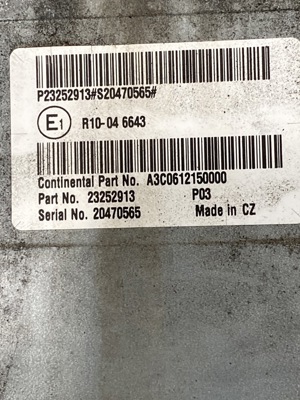 P23252913#S20470565#
E1 R10-04 6643
Continental Part No. A3C0612150000
Part No. 23252913 P03
Serial No. 20470565 Made in CZ